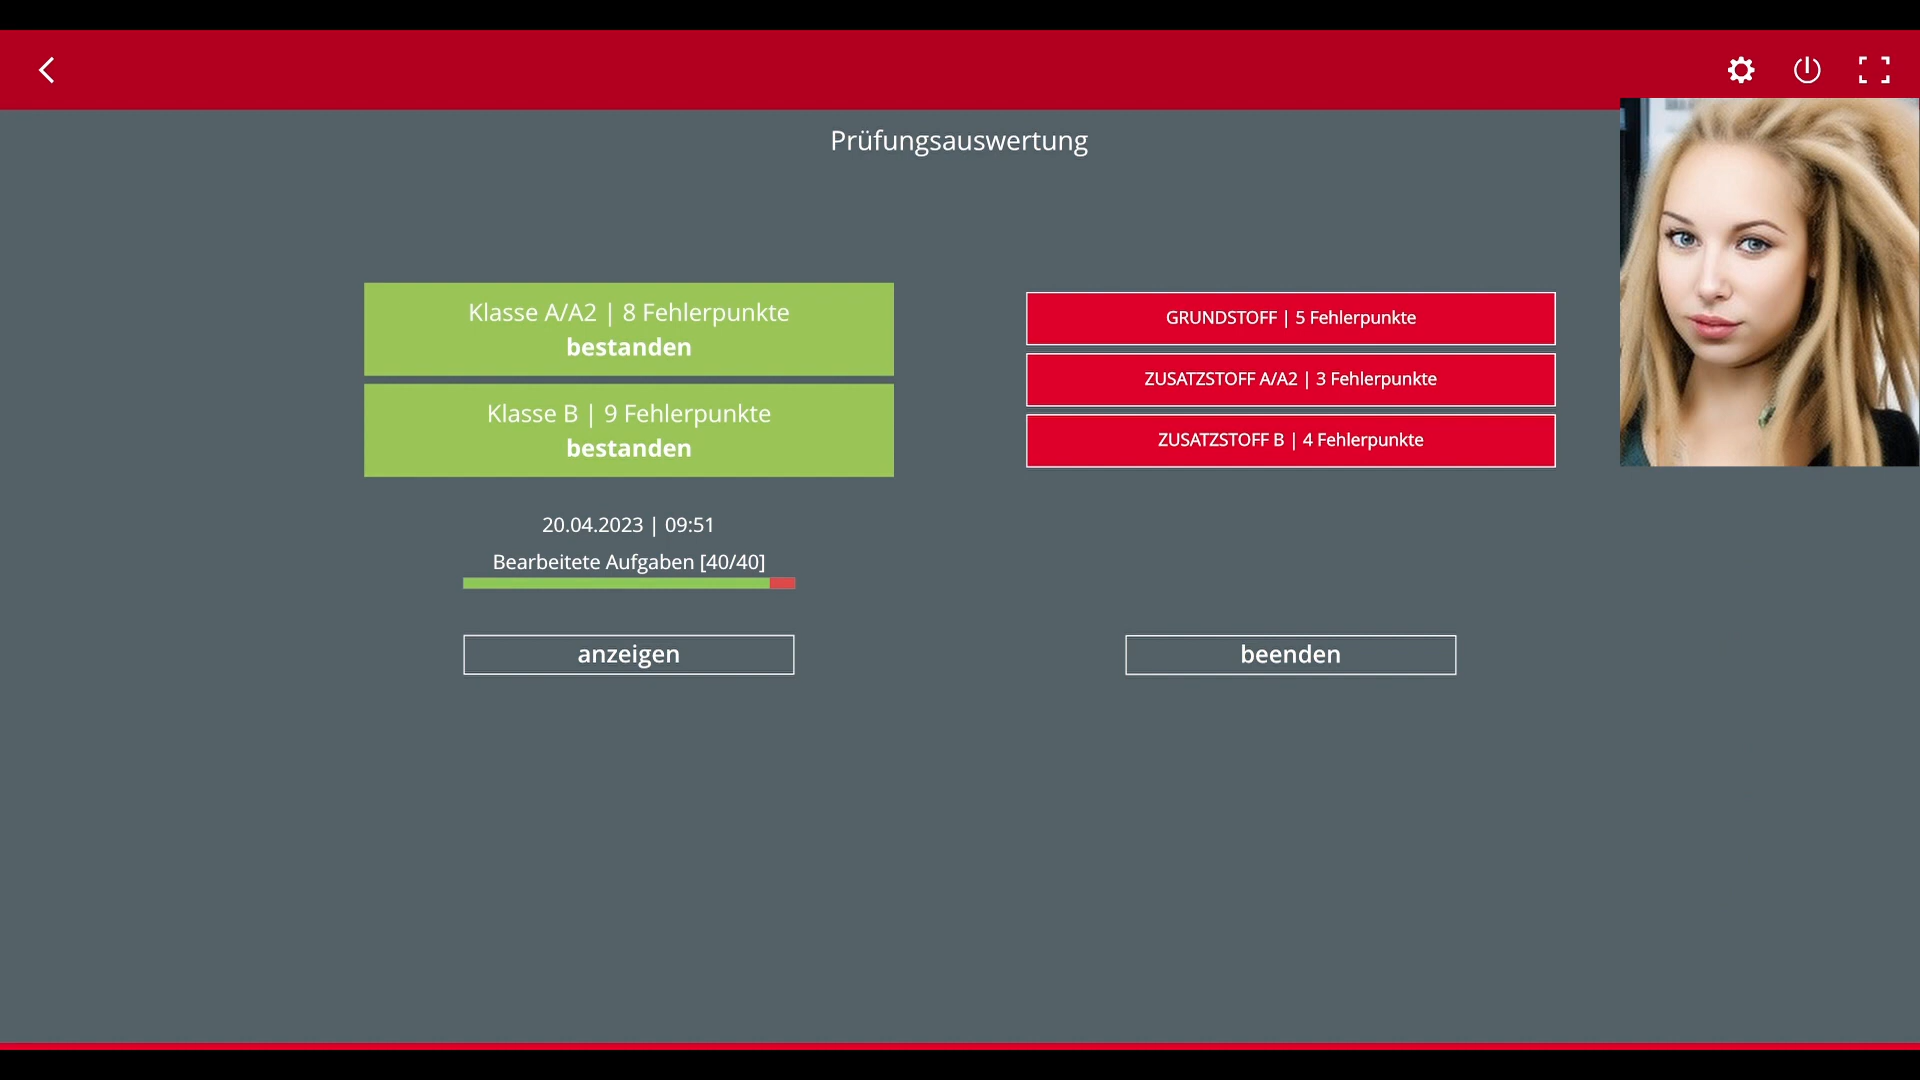 Prüfungsauswertung
Klasse A/A2 | 8 Fehlerpunkte
bestanden
Klasse B | 9 Fehlerpunkte
bestanden
20.04.2023 | 09:51
Bearbeitete Aufgaben [40/40]
anzeigen
GRUNDSTOFF | 5 Fehlerpunkte
ZUSATZSTOFF A/A2 | 3 Fehlerpunkte
ZUSATZSTOFF B | 4 Fehlerpunkte
beenden